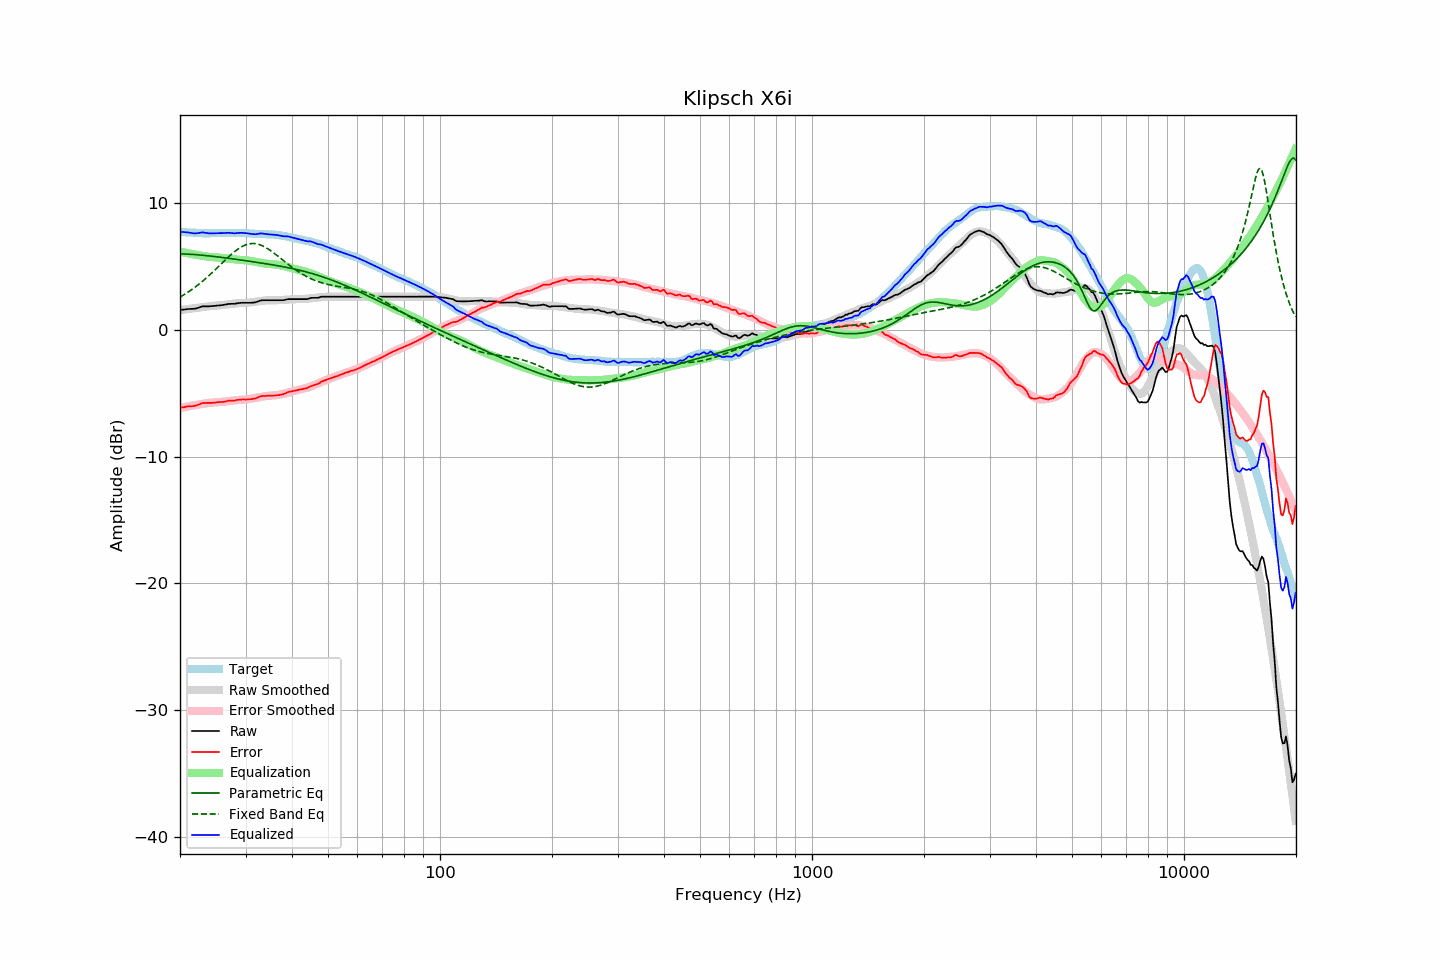 Klipsch X6i
10
0
−10
−20
−30
−40
Amplitude (dBr)
Target
Raw Smoothed
Error Smoothed
Raw
Error
Equalization
Parametric Eq
Fixed Band Eq
Equalized
100
1000
10000
Frequency (Hz)